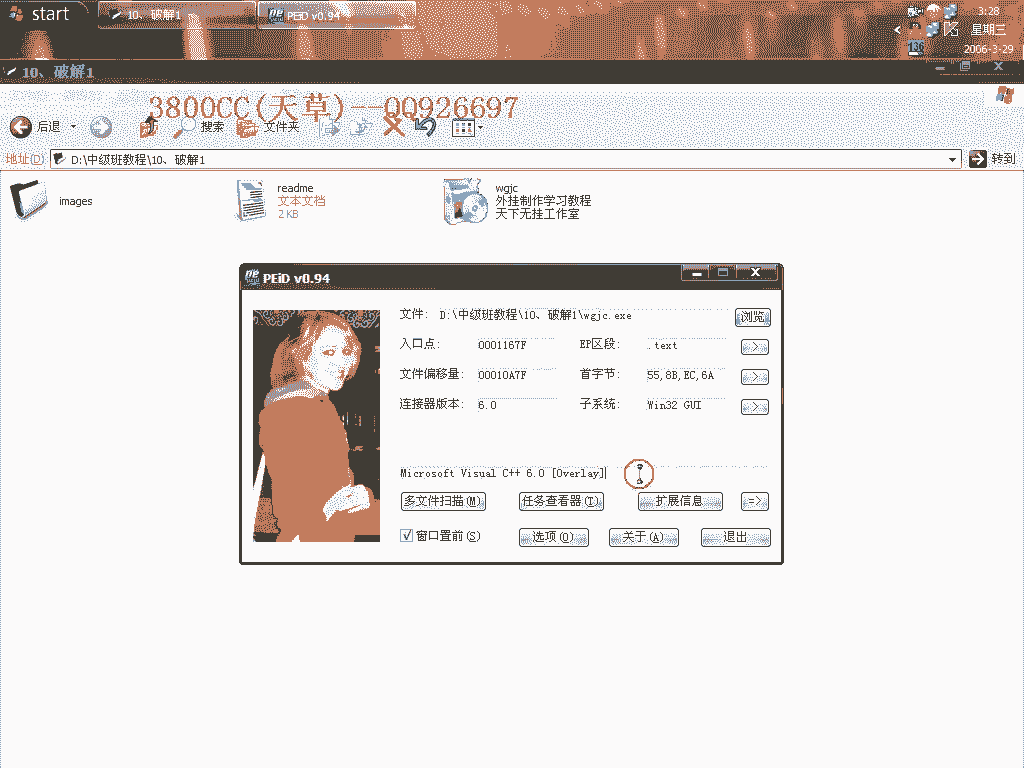 start
10、破解1
PEiD v0.94
3:28
星期三
2006-3-29
136
10、破解1
3800CC(天草)--QQ926697
后退
搜索
文件夹
地址(D)
D:\中级班教程\10、破解1
转到
images
readme
文本文档
2 KB
wgjc
外挂制作学习教程
天下无挂工作室
PEiD v0.94
文件: D:\中级班教程\10、破解1\wgjc.exe
浏览
入口点: 0001167F EP区段: .text >
文件偏移量: 00010A7F 首字节: 55,8B,EC,6A >
连接器版本: 6.0 子系统: Win32 GUI >
Microsoft Visual C++ 6.0 [Overlay]
多文件扫描(M) 任务查看器(T) 扩展信息 =>
窗口置前(S) 选项(O) 关于(A) 退出